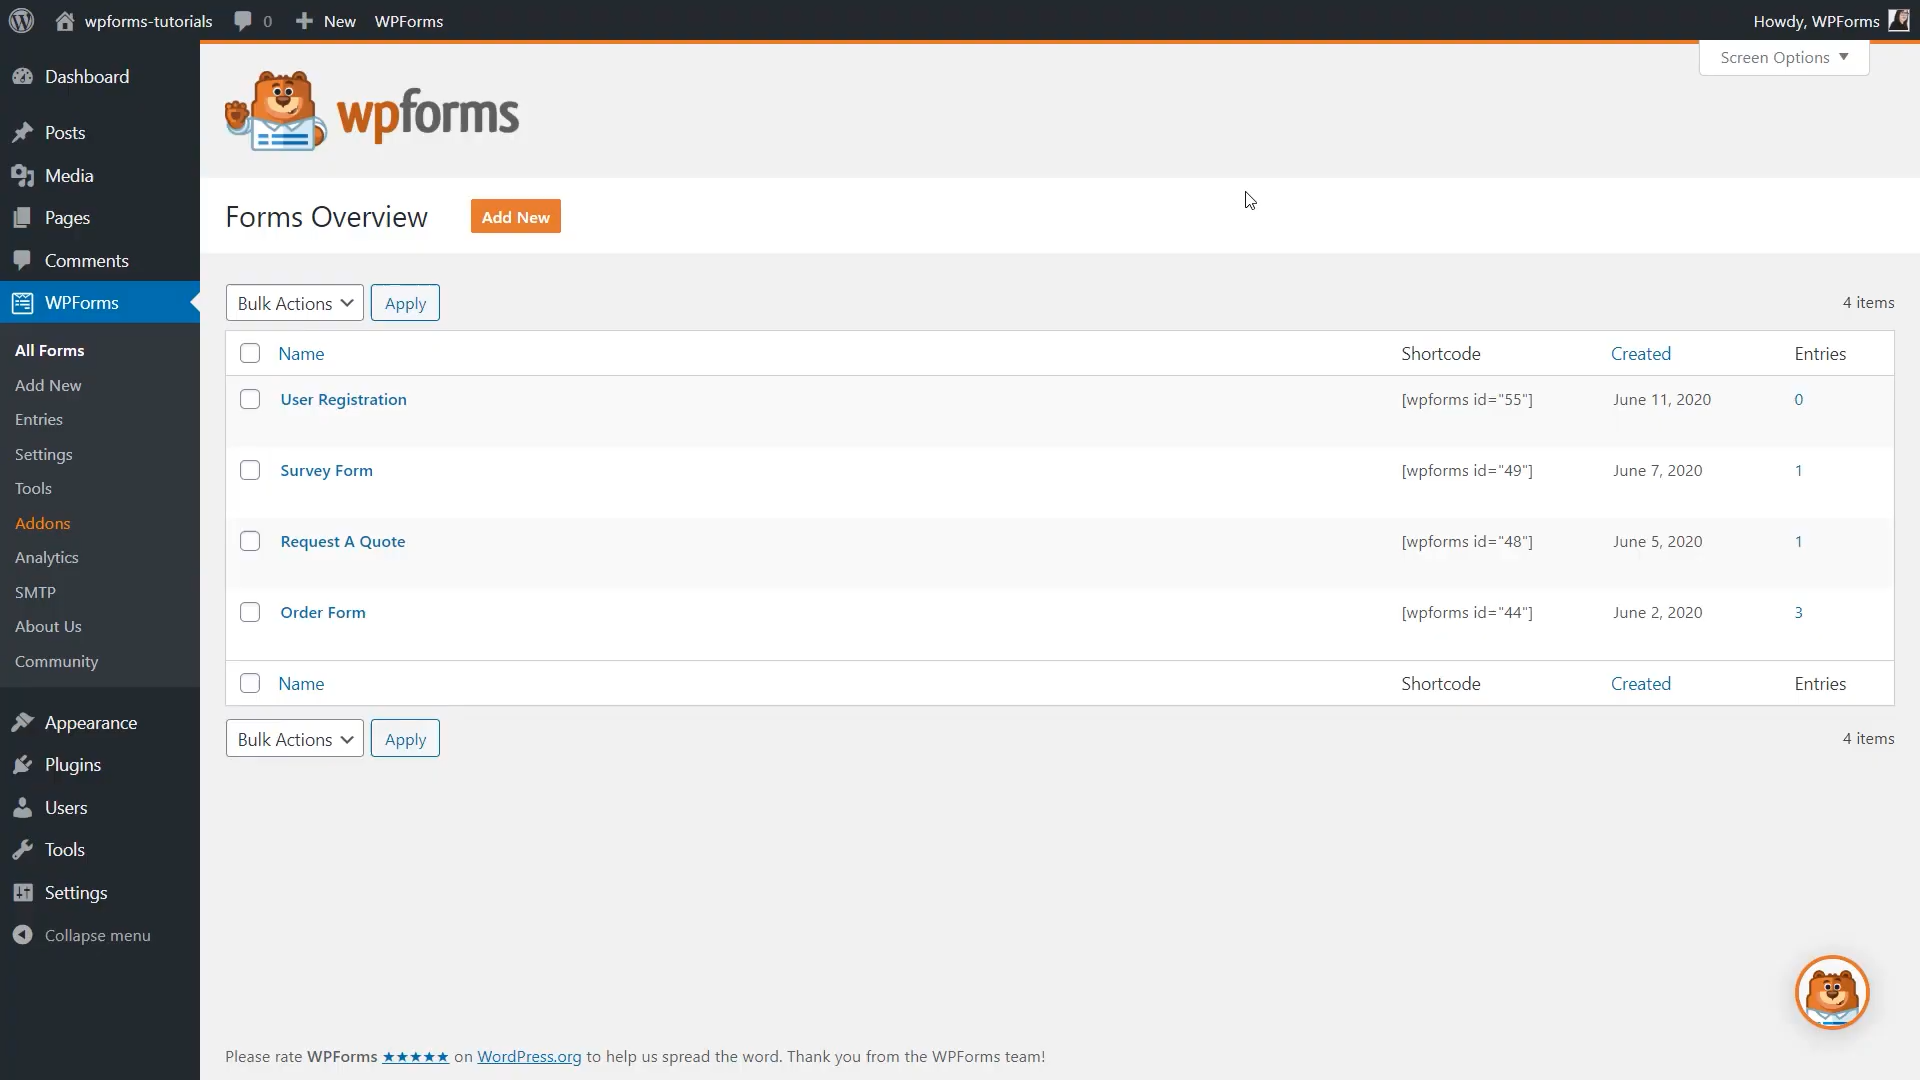 wpforms-tutorials 0 New WPForms Howdy, WPForms
Screen Options
Dashboard
Posts
Media
Pages
Comments
WPForms
All Forms
Add New
Entries
Settings
Tools
Addons
Analytics
SMTP
About Us
Community
Appearance
Plugins
Users
Tools
Settings
Collapse menu
wpforms
Forms Overview Add New
Bulk Actions Apply 4 items
Name Shortcode Created Entries
User Registration [wpforms id="55"] June 11, 2020 0
Survey Form [wpforms id="49"] June 7, 2020 1
Request A Quote [wpforms id="48"] June 5, 2020 1
Order Form [wpforms id="44"] June 2, 2020 3
Name Shortcode Created Entries
Bulk Actions Apply 4 items
Please rate WPForms ★★★★★ on WordPress.org to help us spread the word. Thank you from the WPForms team!